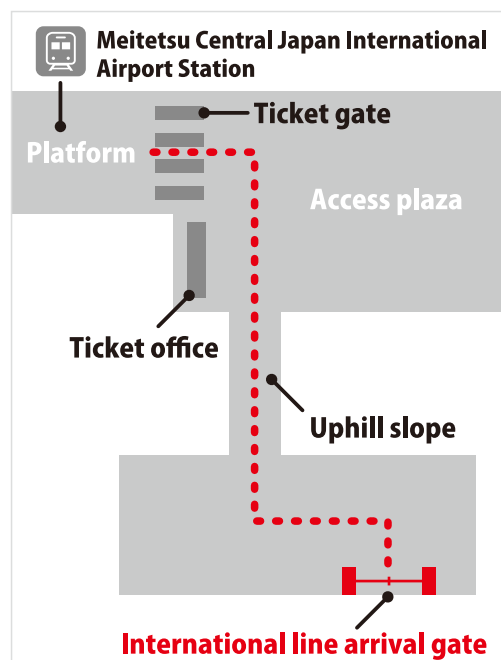 Meitetsu Central Japan International
Airport Station
Ticket gate
Platform
Access plaza
Ticket office
Uphill slope
International line arrival gate